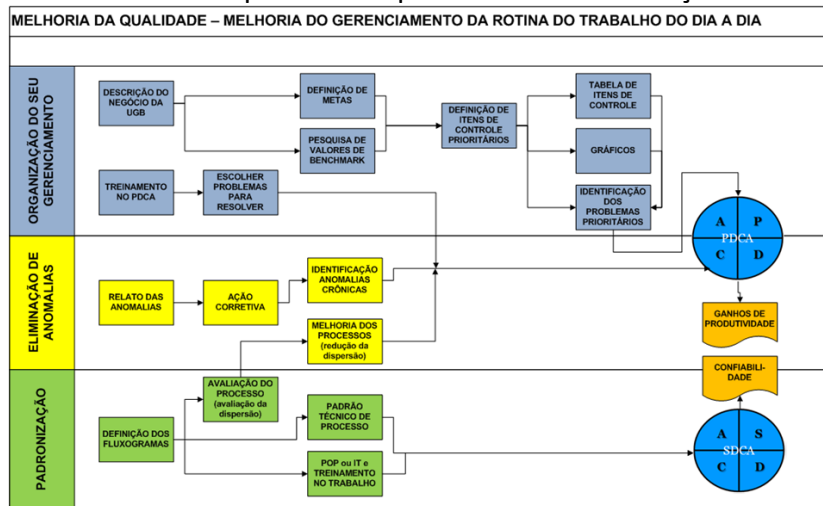 MELHORIA DA QUALIDADE – MELHORIA DO GERENCIAMENTO DA ROTINA DO TRABALHO DO DIA A DIA
ORGANIZAÇÃO DO SEU
GERENCIAMENTO
DESCRIÇÃO DO
NEGÓCIO DA
UGB
DEFINIÇÃO DE
METAS
PESQUISA DE
VALORES DE
BENCHMARK
DEFINIÇÃO DE
ITENS DE
CONTROLE
PRIORITÁRIOS
TABELA DE
ITENS DE
CONTROLE
GRÁFICOS
IDENTIFICAÇÃO
DOS
PROBLEMAS
PRIORITÁRIOS
TREINAMENTO
NO PDCA
ESCOLHER
PROBLEMAS
PARA
RESOLVER
A P
PDCA
C D
ELIMINAÇÃO DE
ANOMALIAS
RELATO DAS
ANOMALIAS
AÇÃO
CORRETIVA
IDENTIFICAÇÃO
ANOMALIAS
CRÔNICAS
MELHORIA DOS
PROCESSOS
(redução da
dispersão)
GANHOS DE
PRODUTIVIDADE
CONFIABILI-
DADE
PADRONIZAÇÃO
DEFINIÇÃO DOS
FLUXOGRAMAS
AVALIAÇÃO DO
PROCESSO
(avaliação da
dispersão)
PADRÃO
TÉCNICO DE
PROCESSO
POP ou IT e
TREINAMENTO
NO TRABALHO
A S
SDCA
C D